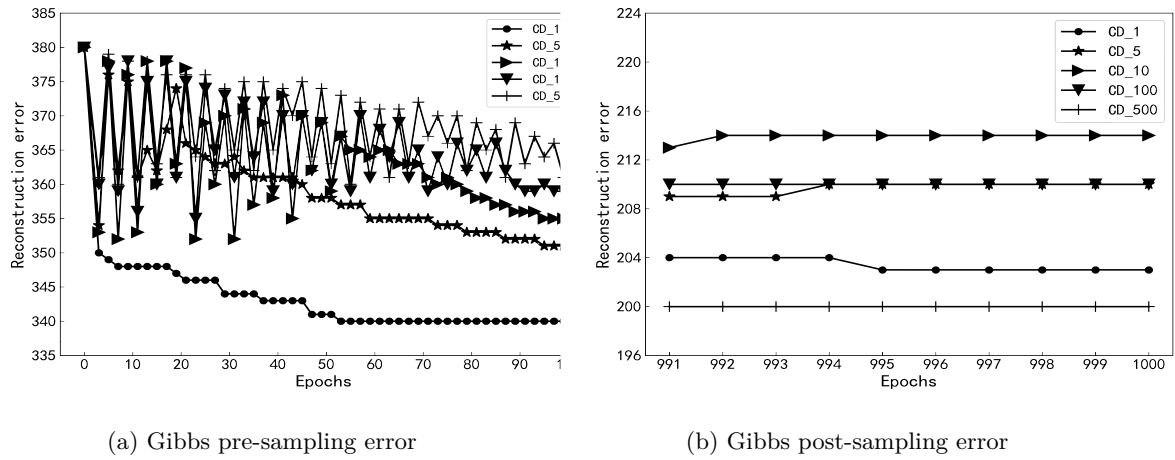 385
380
375
370
365
360
355
350
345
340
335
Reconstruction error
0
10
20
30
40
50
60
70
80
90
1
Epochs
CD_1
CD_5
CD_1
CD_1
CD_5
224
220
216
212
208
204
200
196
Reconstruction error
991
992
993
994
995
996
997
998
999
1000
Epochs
CD_1
CD_5
CD_10
CD_100
CD_500
(a) Gibbs pre-sampling error
(b) Gibbs post-sampling error